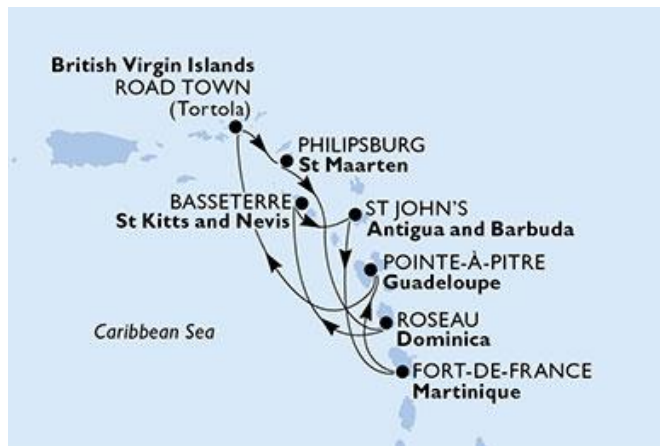 British Virgin Islands
ROAD TOWN
(Tortola)
PHILIPSBURG
St Maarten
BASSETERRE
St Kitts and Nevis
ST JOHN'S
Antigua and Barbuda
POINTE-À-PITRE
Guadeloupe
Caribbean Sea
ROSEAU
Dominica
FORT-DE-FRANCE
Martinique